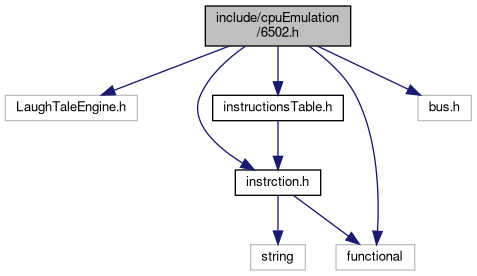 include/cpuEmulation
/6502.h
LaughTaleEngine.h
instructionsTable.h
bus.h
instrction.h
string
functional